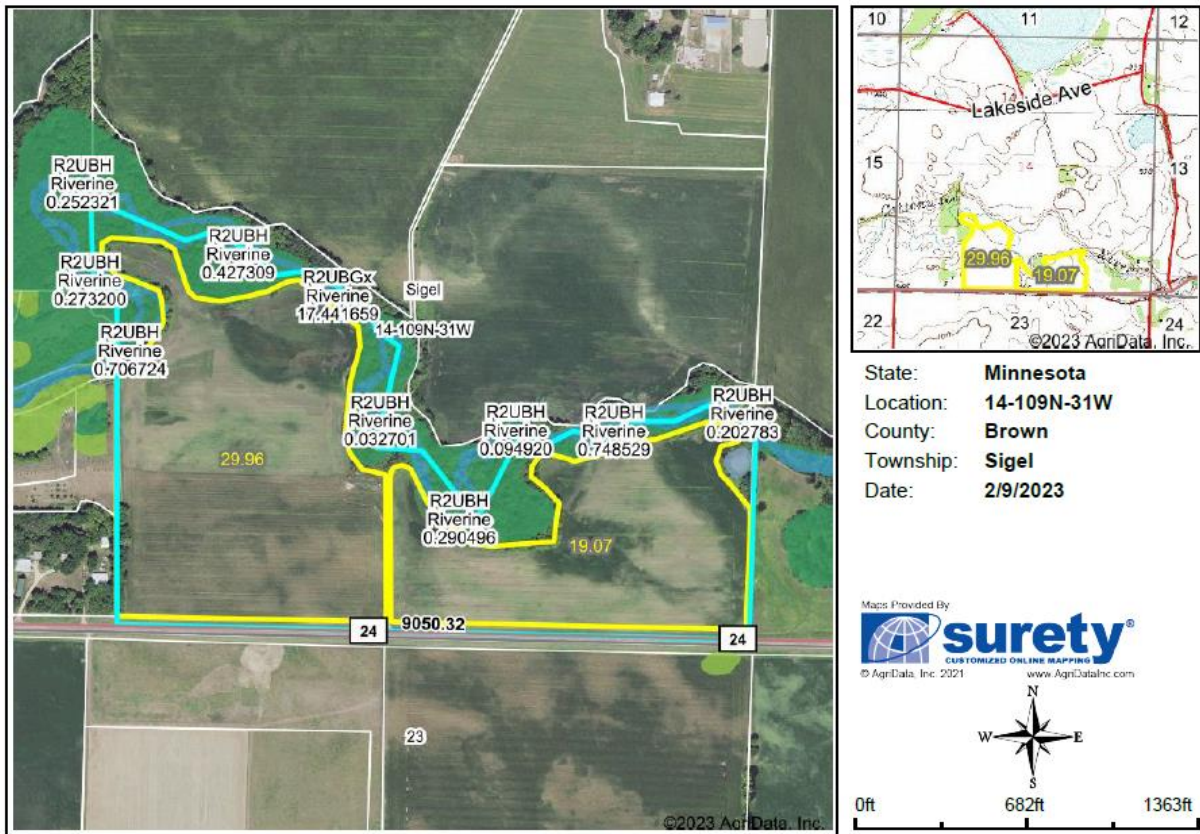 R2UBH
Riverine
0.252321
R2UBH
Riverine
0.427309
R2UBH
Riverine
0.273200
R2UBGx
Riverine
17.441659
Sigel
14-109N-31W
R2UBH
Riverine
0.706724
R2UBH
Riverine
0.032701
R2UBH
Riverine
0.094920
R2UBH
Riverine
0.748529
R2UBH
Riverine
0.202783
29.96
R2UBH
Riverine
0.290496
19.07
24
9050.32
24
23
©2023 AgriData, Inc.
10
11
12
Lakeside Ave
14
15
14
13
29.96
19.07
22
23
24
©2023 AgriData, Inc.
State: Minnesota
Location: 14-109N-31W
County: Brown
Township: Sigel
Date: 2/9/2023
Maps Provided By
surety®
CUSTOMIZED ONLINE MAPPING
© AgriData, Inc. 2021 www.AgriDataInc.com
N
W E
S
0ft 682ft 1363ft